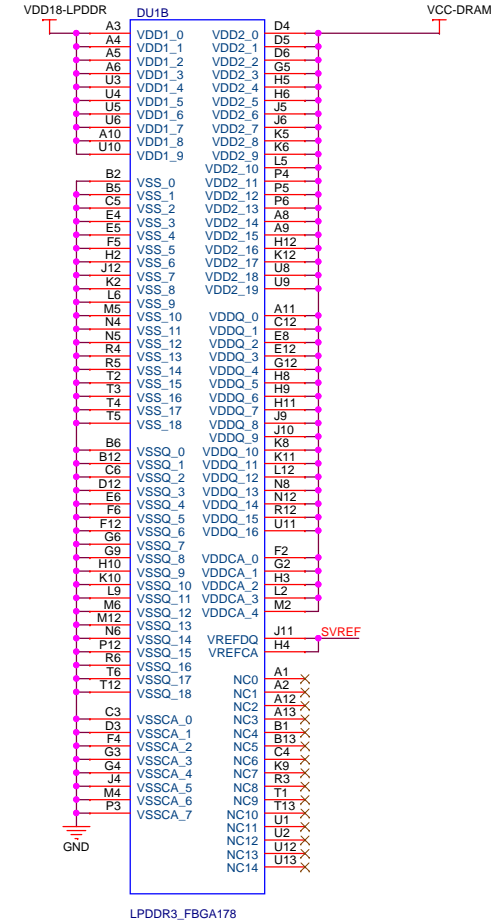 VDD18-LPDDR
DU1B
VCC-DRAM
A3 VDD1_0
A4 VDD1_1
A5 VDD1_2
A6 VDD1_3
U3 VDD1_4
U4 VDD1_5
U5 VDD1_6
U6 VDD1_7
A10 VDD1_8
U10 VDD1_9
B2 VSS_0
B5 VSS_1
C5 VSS_2
E4 VSS_3
E5 VSS_4
F5 VSS_5
H2 VSS_6
J12 VSS_7
K2 VSS_8
L6 VSS_9
M5 VSS_10
N4 VSS_11
N5 VSS_12
R4 VSS_13
R5 VSS_14
T2 VSS_15
T3 VSS_16
T4 VSS_17
T5 VSS_18
B6 VSSQ_0
B12 VSSQ_1
C6 VSSQ_2
D12 VSSQ_3
E6 VSSQ_4
F6 VSSQ_5
F12 VSSQ_6
G6 VSSQ_7
G9 VSSQ_8
H10 VSSQ_9
K10 VSSQ_10
L9 VSSQ_11
M6 VSSQ_12
M12 VSSQ_13
N6 VSSQ_14
P12 VSSQ_15
R6 VSSQ_16
T6 VSSQ_17
T12 VSSQ_18
C3 VSSCA_0
D3 VSSCA_1
F4 VSSCA_2
G3 VSSCA_3
G4 VSSCA_4
J4 VSSCA_5
M4 VSSCA_6
P3 VSSCA_7
GND
VDD2_0 D4
VDD2_1 D5
VDD2_2 D6
VDD2_3 G5
VDD2_4 H5
VDD2_5 H6
VDD2_6 J5
VDD2_7 J6
VDD2_8 K5
VDD2_9 K6
VDD2_10 L5
VDD2_11 P4
VDD2_12 P5
VDD2_13 P6
VDD2_14 A8
VDD2_15 A9
VDD2_16 H12
VDD2_17 K12
VDD2_18 U8
VDD2_19 U9
VDDQ_0 A11
VDDQ_1 C12
VDDQ_2 E8
VDDQ_3 E12
VDDQ_4 G12
VDDQ_5 H8
VDDQ_6 H9
VDDQ_7 H11
VDDQ_8 J9
VDDQ_9 J10
VDDQ_10 K8
VDDQ_11 K11
VDDQ_12 L12
VDDQ_13 N8
VDDQ_14 N12
VDDQ_15 R12
VDDQ_16 U11
VDDCA_0 F2
VDDCA_1 G2
VDDCA_2 H3
VDDCA_3 L2
VDDCA_4 M2
VREFDQ J11 SVREF
VREFCA H4
NC0 A1
NC1 A2
NC2 A12
NC3 A13
NC4 B1
NC5 B13
NC6 C4
NC7 K9
NC8 R3
NC9 T1
NC10 T13
NC11 U1
NC12 U2
NC13 U12
NC14 U13
LPDDR3_FBGA178